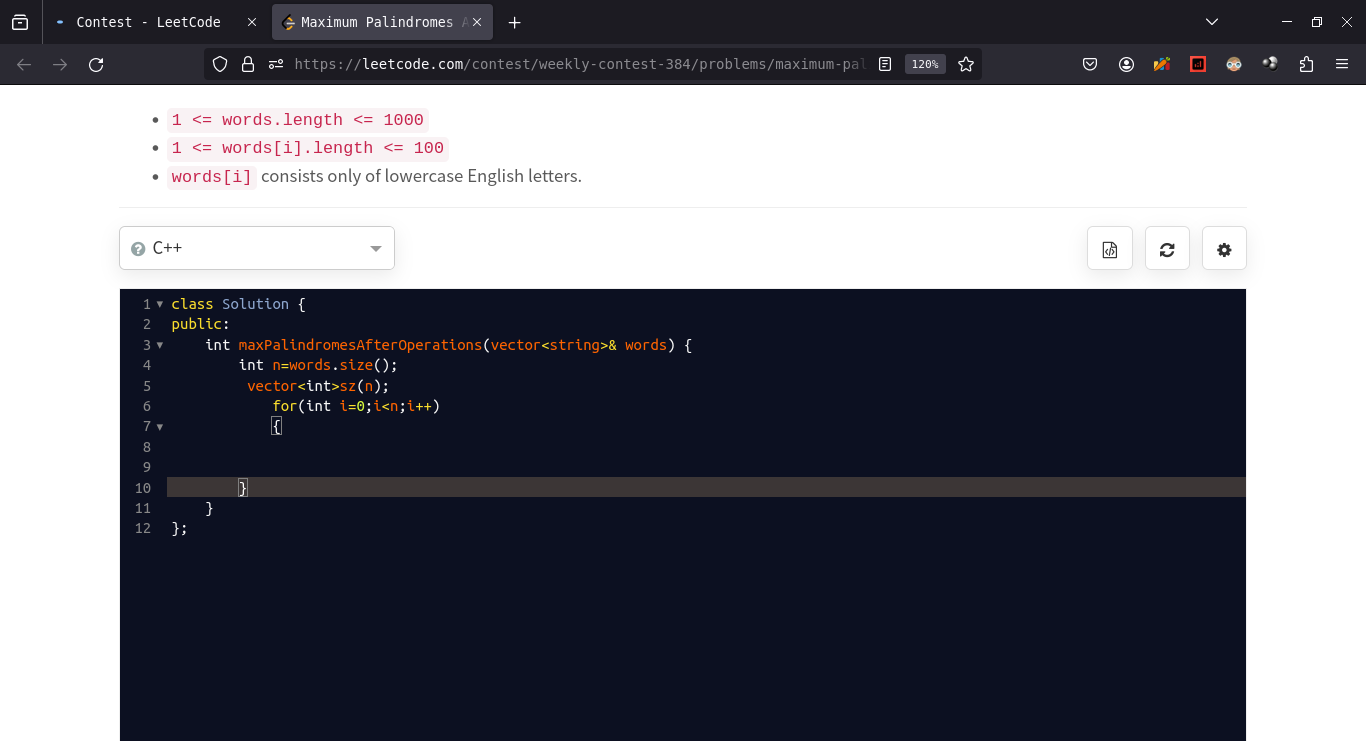 Contest - LeetCode
Maximum Palindromes A
https://leetcode.com/contest/weekly-contest-384/problems/maximum-pal
120%
1 <= words.length <= 1000
1 <= words[i].length <= 100
words[i] consists only of lowercase English letters.
C++
1 class Solution {
2 public:
3     int maxPalindromesAfterOperations(vector<string>& words) {
4         int n=words.size();
5          vector<int>sz(n);
6             for(int i=0;i<n;i++)
7             {
8
9
10         }
11     }
12 };